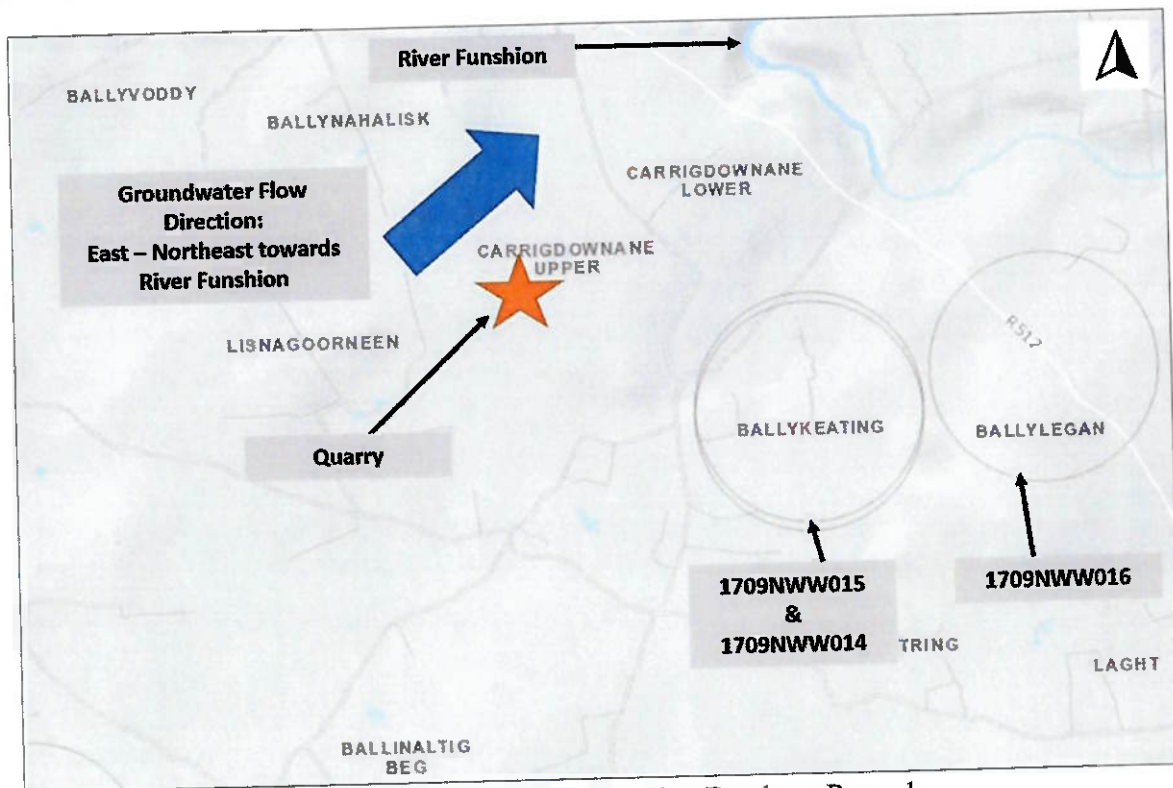 River Funshion
BALLYVODDY
BALLYNAHALISK
CARRIGDOWNANE
LOWER
Groundwater Flow
Direction:
East – Northeast towards
River Funshion
CARRIGDOWNANE
UPPER
LISNAGOORNEEN
R512
Quarry
BALLYKEATING
BALLYLEGAN
1709NWW015
&
1709NWW014
1709NWW016
TRING
LAGHT
BALLINALTIG
BEG